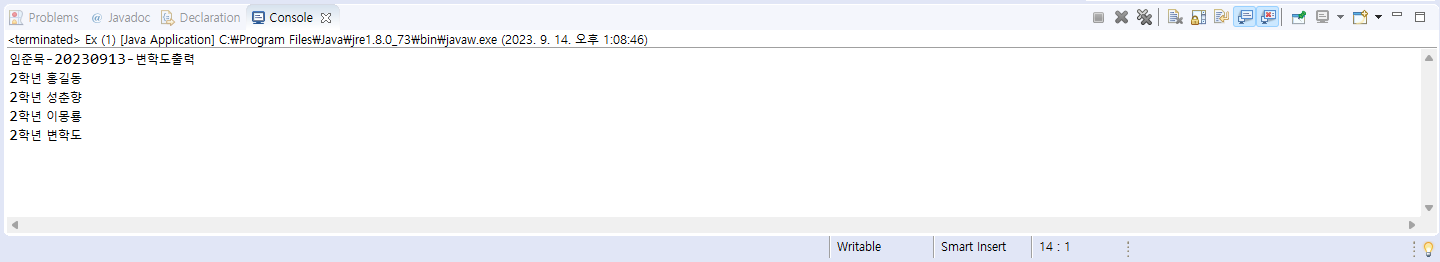 Problems @ Javadoc Declaration Console
<terminated> Ex (1) [Java Application] C:₩Program Files₩Java₩jre1.8.0_73₩bin₩javaw.exe (2023. 9. 14. 오후 1:08:46)
임준묵-20230913-변학도출력
2학년 홍길동
2학년 성춘향
2학년 이몽룡
2학년 변학도
Writable Smart Insert 14 : 1